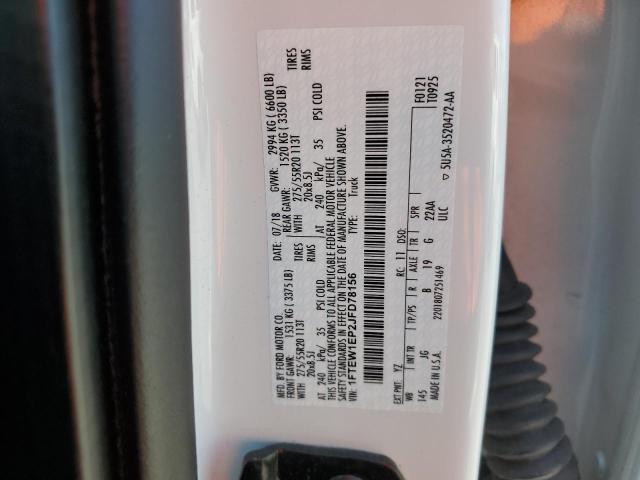 MFD. BY FORD MOTOR CO.
DATE: 07/18 GVWR: 2994 KG ( 6600 LB)
FRONT GAWR: 1531 KG ( 3375 LB) REAR GAWR: 1520 KG ( 3350 LB)
WITH 275/55R20 113T TIRES WITH 275/55R20 113T TIRES
20x8.5J RIMS 20x8.5J RIMS
AT 240 kPa/ 35 PSI COLD AT 240 kPa/ 35 PSI COLD
THIS VEHICLE CONFORMS TO ALL APPLICABLE FEDERAL MOTOR VEHICLE
SAFETY STANDARDS IN EFFECT ON THE DATE OF MANUFACTURE SHOWN ABOVE.
VIN: 1FTEW1EP2JFD78156 TYPE: Truck
EXT PNT: YZ RC: 11 DSO: F0121
T0925
WB INT TR TP/PS R AXLE TR SPR
145 JG B 19 G 22AA
ULC
MADE IN U.S.A. 2201807251469
5U5A-3520472-AA